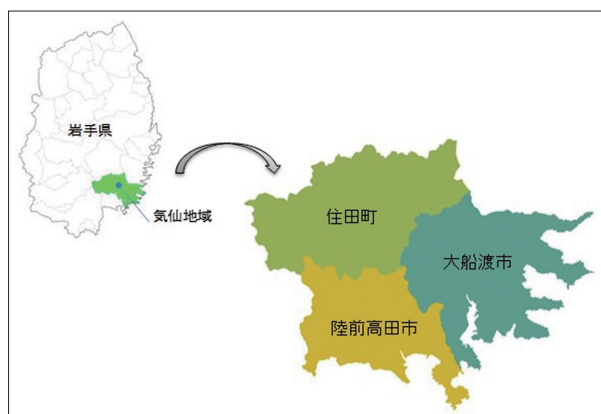 岩手県
気仙地域
住田町
大船渡市
陸前高田市